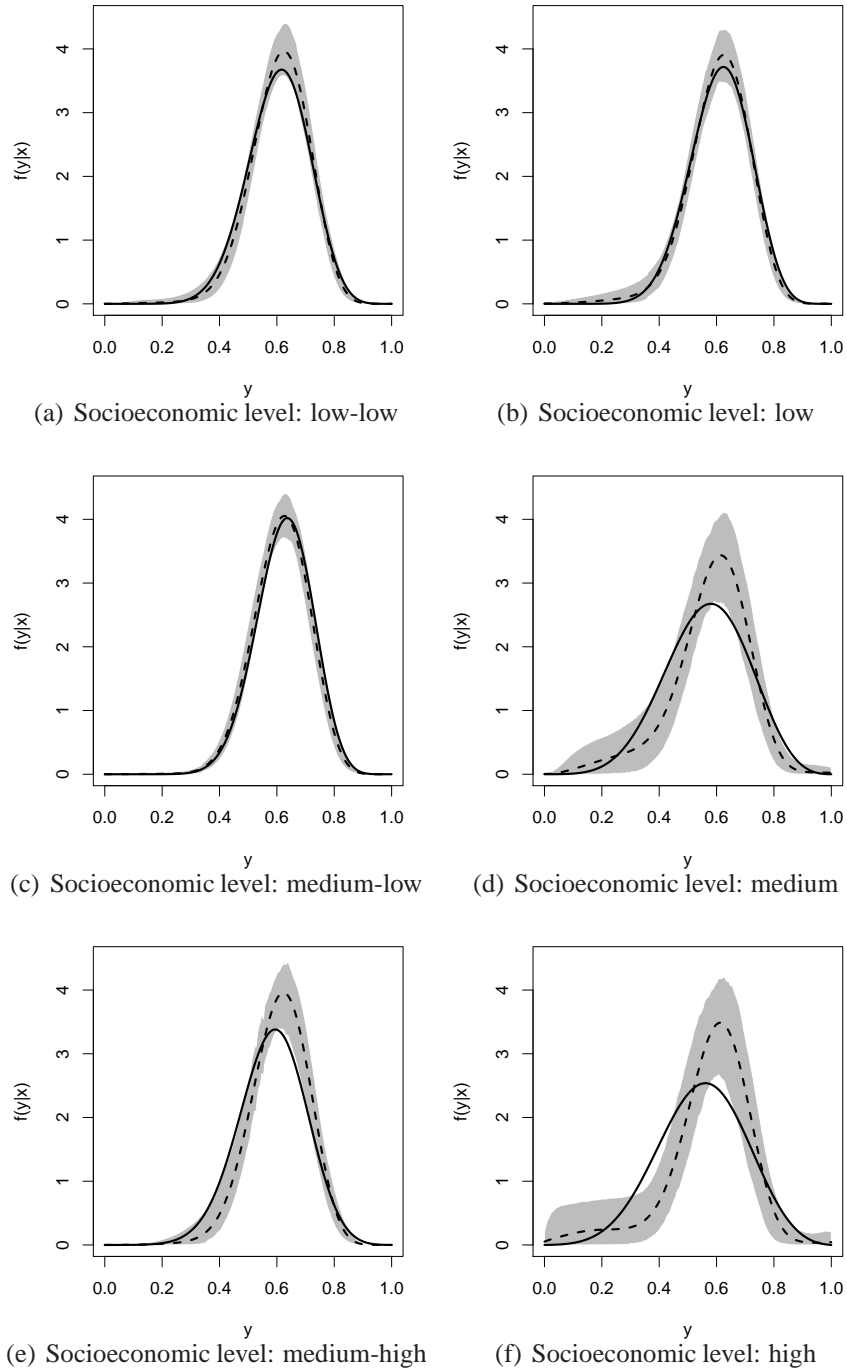 f(y|x)
4
3
2
1
0
0.0 0.2 0.4 0.6 0.8 1.0
y
(a) Socioeconomic level: low-low
f(y|x)
4
3
2
1
0
0.0 0.2 0.4 0.6 0.8 1.0
y
(b) Socioeconomic level: low
f(y|x)
4
3
2
1
0
0.0 0.2 0.4 0.6 0.8 1.0
y
(c) Socioeconomic level: medium-low
f(y|x)
4
3
2
1
0
0.0 0.2 0.4 0.6 0.8 1.0
y
(d) Socioeconomic level: medium
f(y|x)
4
3
2
1
0
0.0 0.2 0.4 0.6 0.8 1.0
y
(e) Socioeconomic level: medium-high
f(y|x)
4
3
2
1
0
0.0 0.2 0.4 0.6 0.8 1.0
y
(f) Socioeconomic level: high